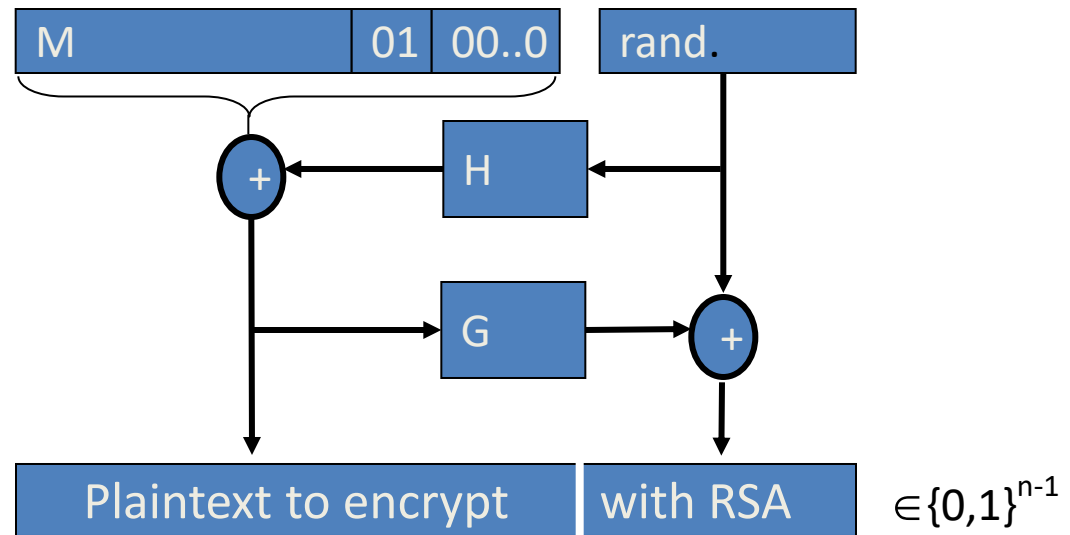 M 01 00..0 rand.
+ H
G +
Plaintext to encrypt with RSA ∈{0,1}ⁿ⁻¹